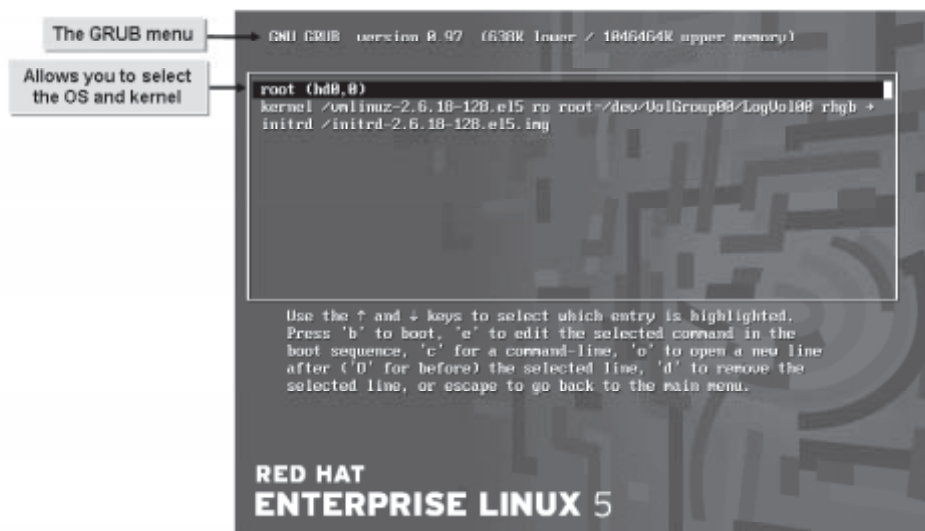 The GRUB menu
GNU GRUB version 0.97 (638K lower / 1046464K upper memory)
Allows you to select
the OS and kernel
root (hd0,0)
kernel /vmlinuz-2.6.18-128.el5 ro root=/dev/VolGroup00/LogVol00 rhgb →
initrd /initrd-2.6.18-128.el5.img
Use the ↑ and ↓ keys to select which entry is highlighted.
Press 'b' to boot, 'e' to edit the selected command in the
boot sequence, 'c' for a command-line, 'o' to open a new line
after ('O' for before) the selected line, 'd' to remove the
selected line, or escape to go back to the main menu.
RED HAT
ENTERPRISE LINUX 5